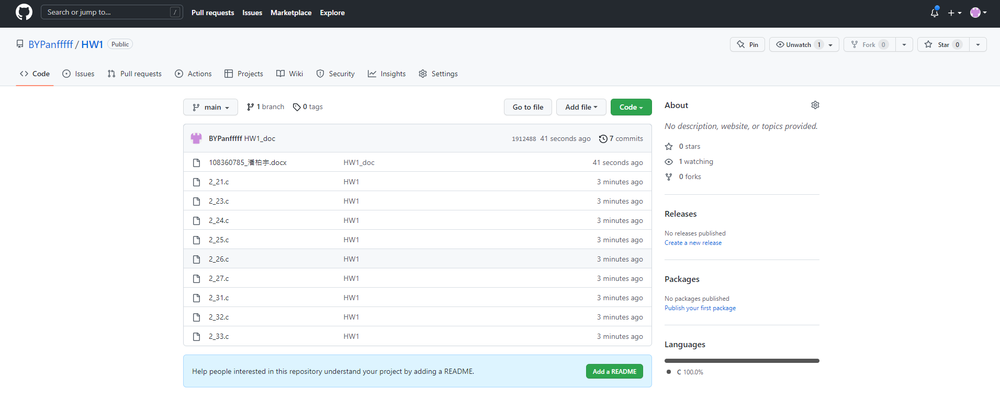 Search or jump to... /
Pull requests Issues Marketplace Explore
BYPanfffff / HW1 Public
Pin Unwatch 1 Fork 0 Star 0
Code Issues Pull requests Actions Projects Wiki Security Insights Settings
main 1 branch 0 tags Go to file Add file Code
BYPanfffff HW1_doc 1912488 41 seconds ago 7 commits
108360785_潘柏宇.docx HW1_doc 41 seconds ago
2_21.c HW1 3 minutes ago
2_23.c HW1 3 minutes ago
2_24.c HW1 3 minutes ago
2_25.c HW1 3 minutes ago
2_26.c HW1 3 minutes ago
2_27.c HW1 3 minutes ago
2_31.c HW1 3 minutes ago
2_32.c HW1 3 minutes ago
2_33.c HW1 3 minutes ago
Help people interested in this repository understand your project by adding a README. Add a README
About
No description, website, or topics provided.
0 stars
1 watching
0 forks
Releases
No releases published
Create a new release
Packages
No packages published
Publish your first package
Languages
C 100.0%